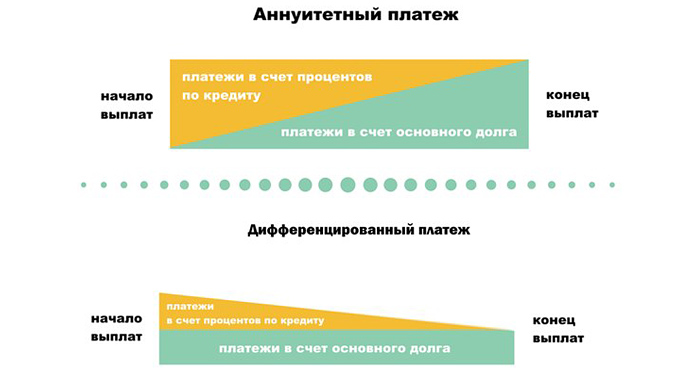 Аннуитетный платеж
платежи в счет процентов
по кредиту
начало
выплат
конец
выплат
платежи в счет основного долга
Дифференцированный платеж
платежи
в счет процентов по кредиту
начало
выплат
конец
выплат
платежи в счет основного долга